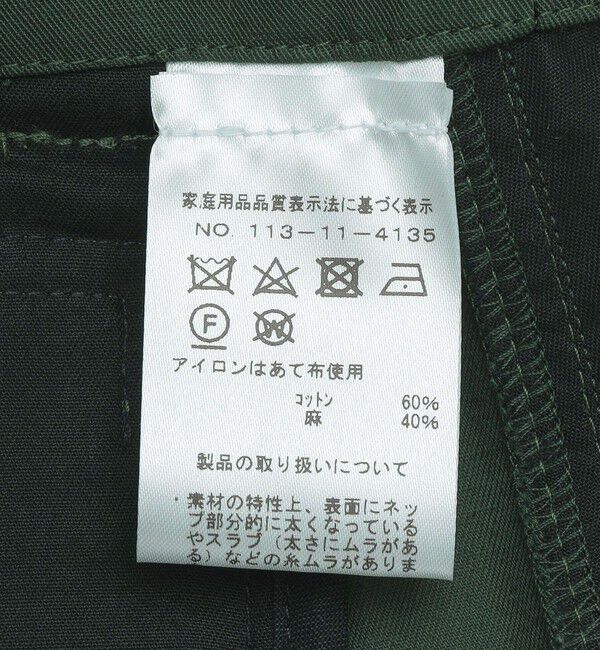 家庭用品品質表示法に基づく表示
NO. 113-11-4135
F W
アイロンはあて布使用
コットン 60%
麻 40%
製品の取り扱いについて
・素材の特性上、表面にネッ
プ部分的に太くなっている
やスラブ(太さにムラがあ
る)などの糸ムラがありま